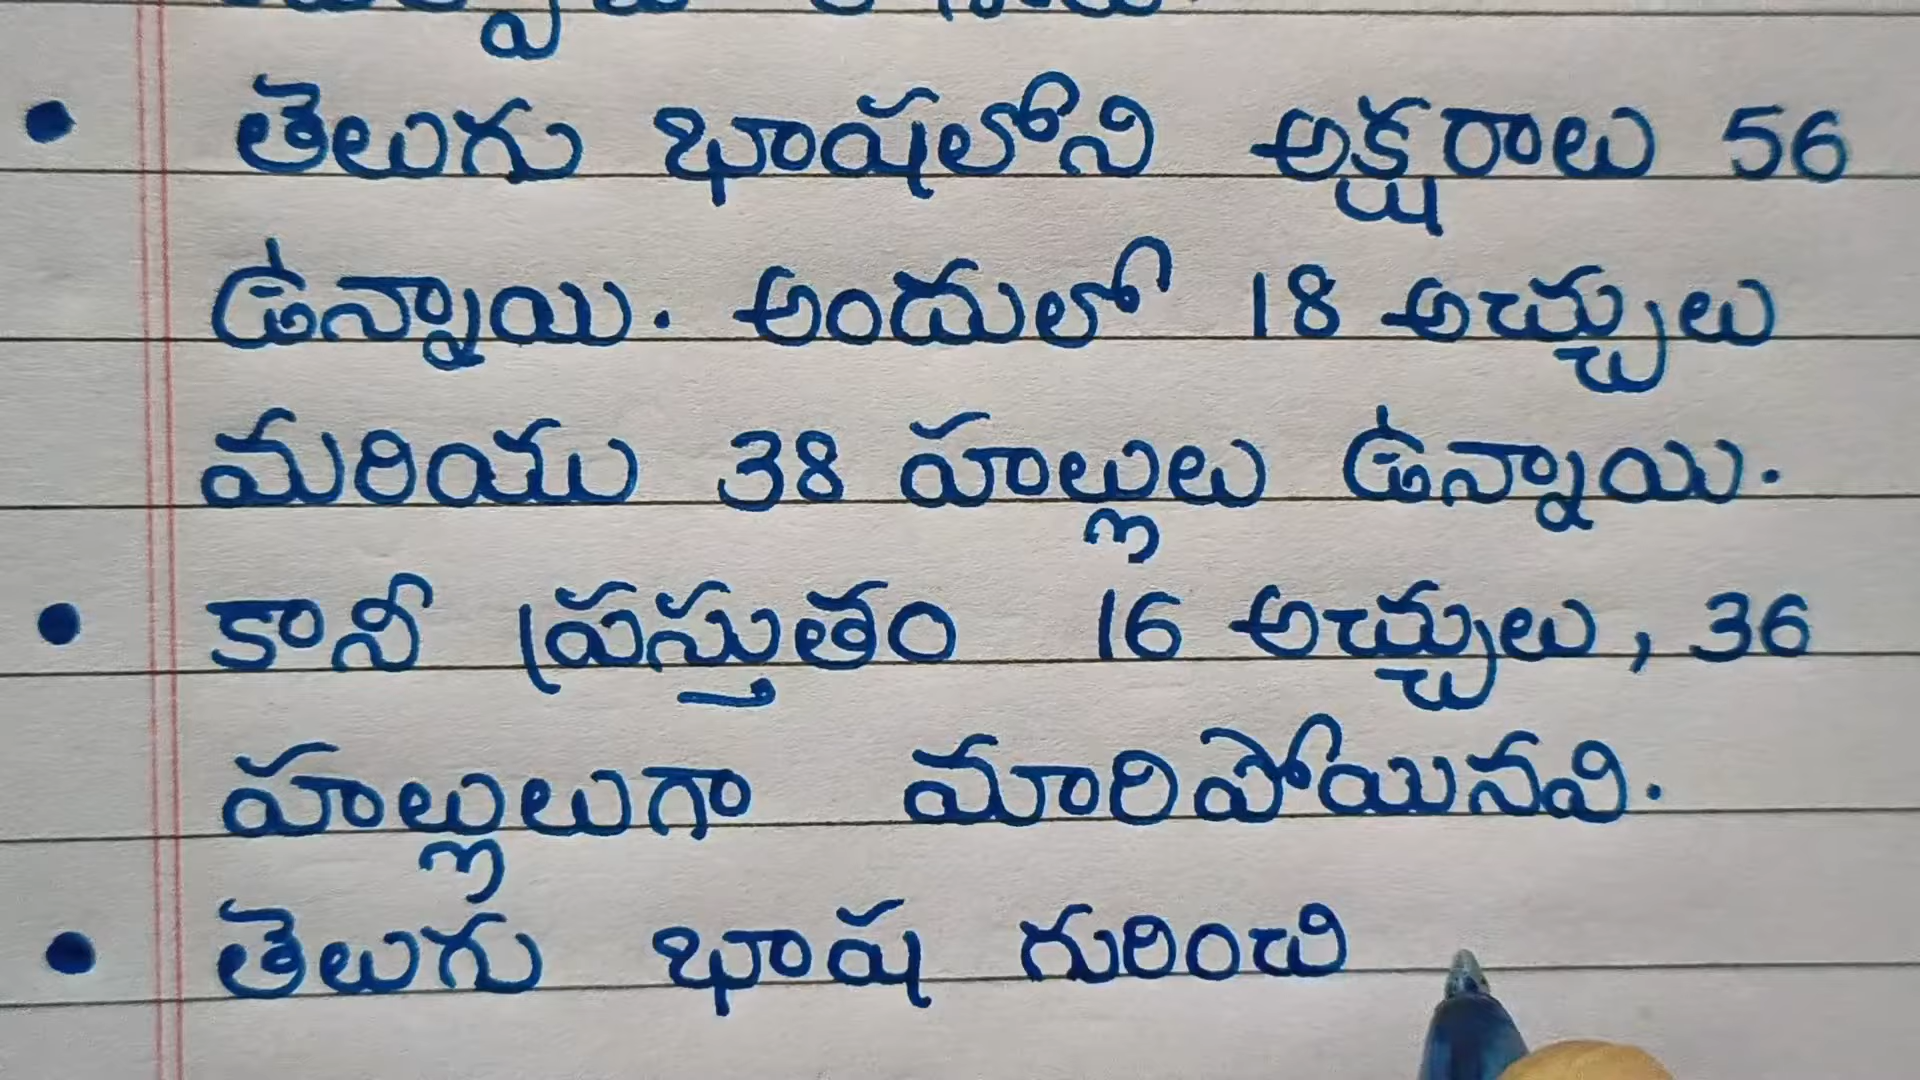 • తెలుగు భాషలోని అక్షరాలు 56
ఉన్నాయి. అందులో 18 అచ్చులు
మరియు 38 హల్లులు ఉన్నాయి.
• కానీ ప్రస్తుతం 16 అచ్చులు, 36
హల్లులుగా మారిపోయినవి.
• తెలుగు భాష గురించి